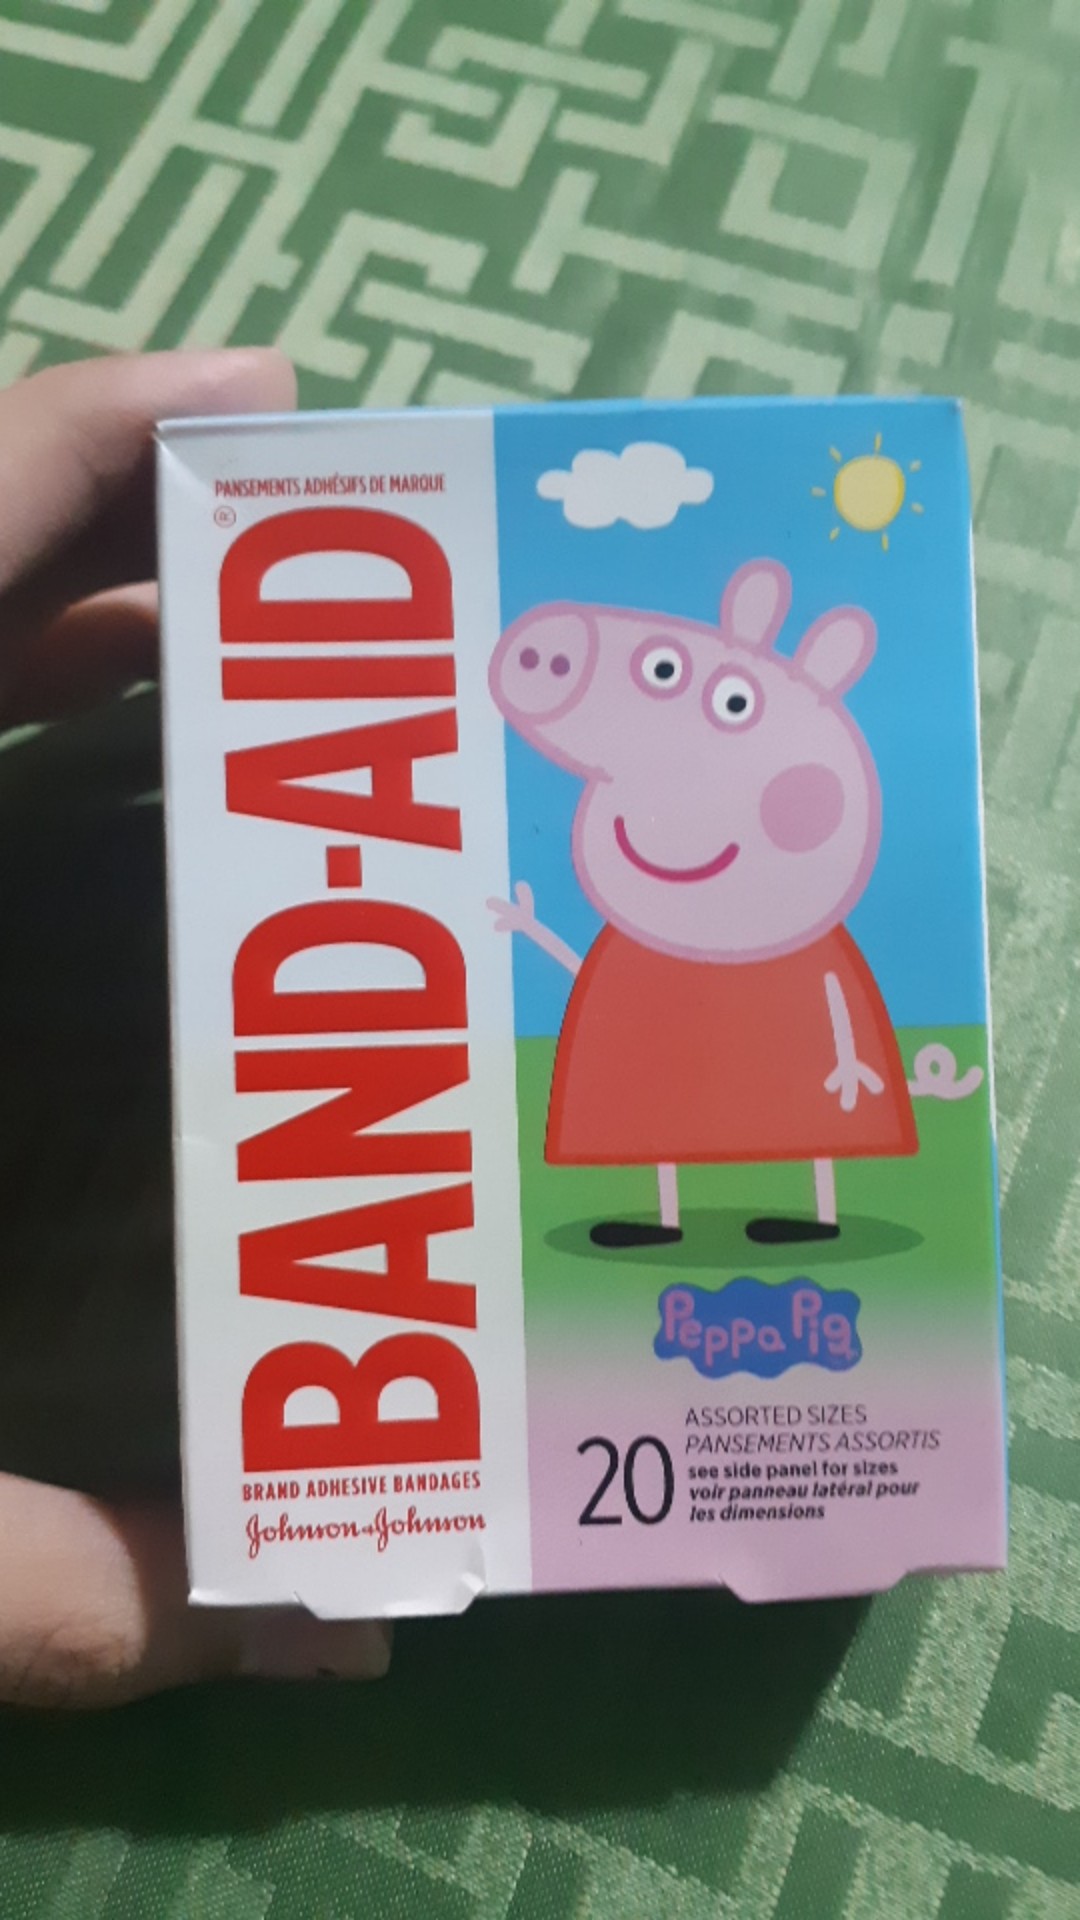 PANSEMENTS ADHÉSIFS DE MARQUE
BAND-AID®
BRAND ADHESIVE BANDAGES
Johnson & Johnson
Peppa Pig
20
ASSORTED SIZES
PANSEMENTS ASSORTIS
see side panel for sizes
voir panneau latéral pour
les dimensions